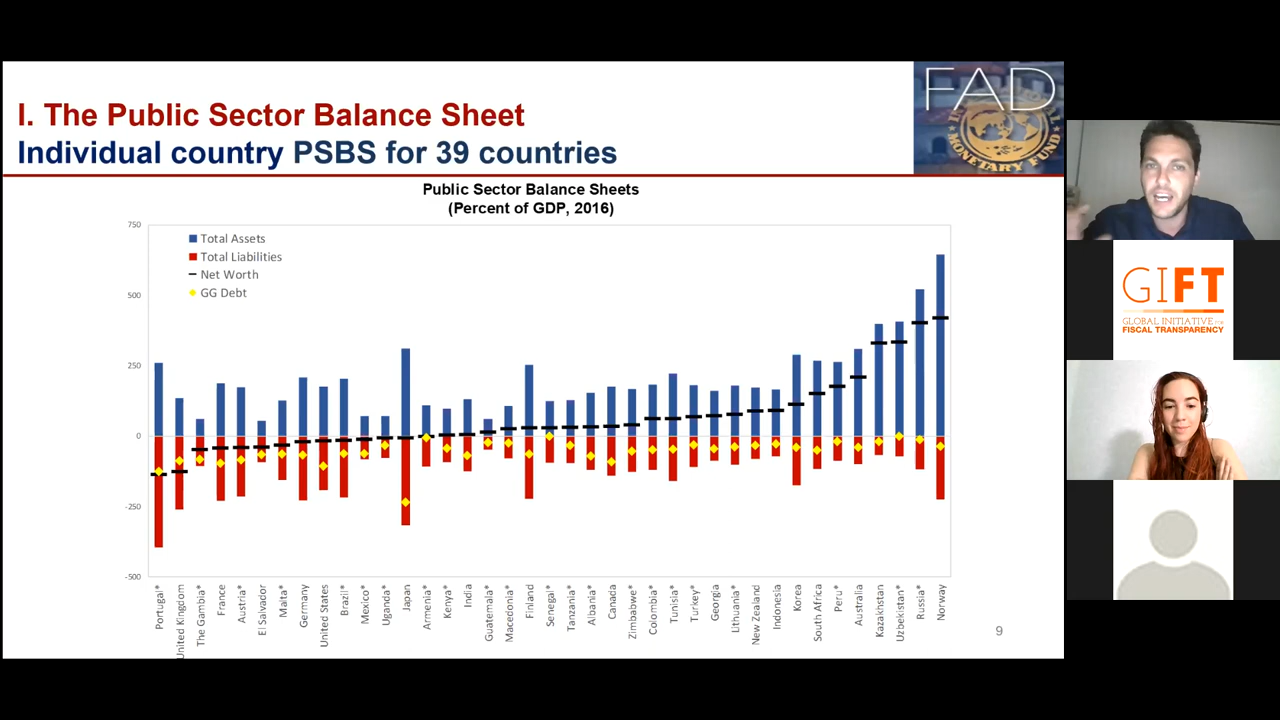 I. The Public Sector Balance Sheet
Individual country PSBS for 39 countries
FAD
INTERNATIONAL MONETARY FUND
Public Sector Balance Sheets
(Percent of GDP, 2016)
750
500
250
0
-250
-500
Total Assets
Total Liabilities
Net Worth
GG Debt
Portugal*
United Kingdom
The Gambia*
France
Austria*
El Salvador
Malta*
Germany
United States
Brazil*
Mexico*
Uganda*
Japan
Armenia*
Kenya*
India
Guatemala*
Macedonia*
Finland
Senegal*
Tanzania*
Albania*
Canada
Zimbabwe*
Colombia*
Tunisia*
Turkey*
Georgia
Lithuania*
New Zealand
Indonesia
Korea
South Africa
Peru*
Australia
Kazakhstan
Uzbekistan*
Russia*
Norway
9
GIFT
GLOBAL INITIATIVE FOR
FISCAL TRANSPARENCY